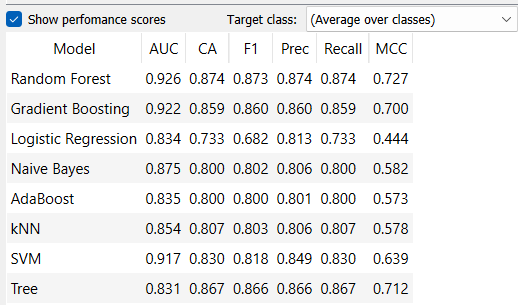 Show perfomance scores Target class: (Average over classes)
Model AUC CA F1 Prec Recall MCC
Random Forest 0.926 0.874 0.873 0.874 0.874 0.727
Gradient Boosting 0.922 0.859 0.860 0.860 0.859 0.700
Logistic Regression 0.834 0.733 0.682 0.813 0.733 0.444
Naive Bayes 0.875 0.800 0.802 0.806 0.800 0.582
AdaBoost 0.835 0.800 0.800 0.801 0.800 0.573
kNN 0.854 0.807 0.803 0.806 0.807 0.578
SVM 0.917 0.830 0.818 0.849 0.830 0.639
Tree 0.831 0.867 0.866 0.866 0.867 0.712